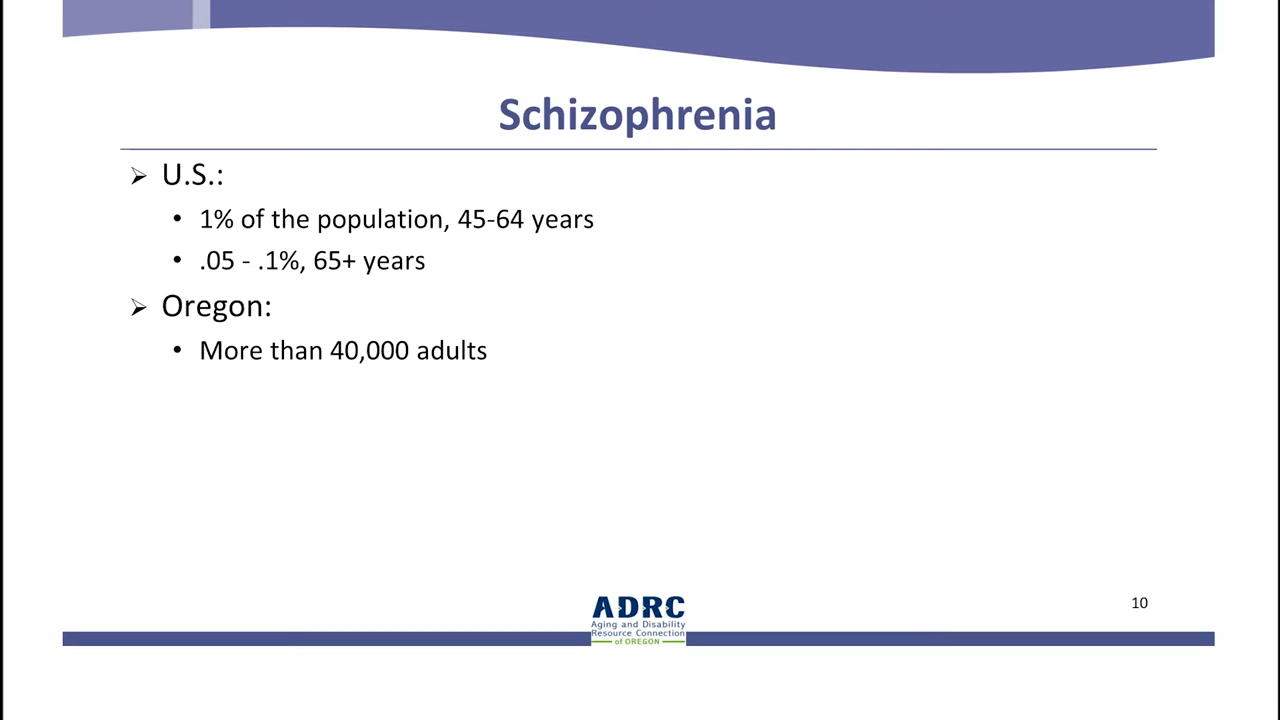 Schizophrenia
➢ U.S.:
• 1% of the population, 45-64 years
• .05 - .1%, 65+ years
➢ Oregon:
• More than 40,000 adults
10
ADRC
Aging and Disability
Resource Connection
of OREGON